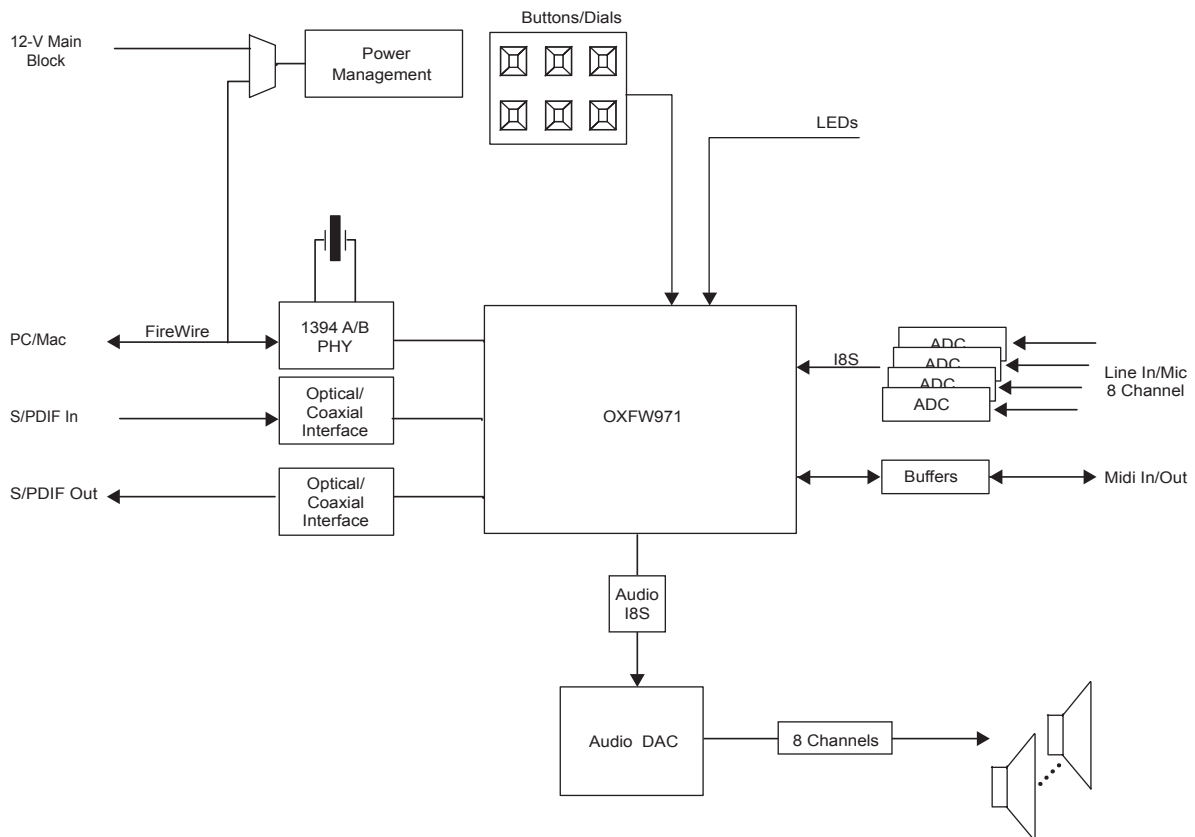 Buttons/Dials
12-V Main
Block
Power
Management
LEDs
PC/Mac
FireWire
1394 A/B
PHY
I8S
ADC
ADC
ADC
ADC
Line In/Mic
8 Channel
S/PDIF In
Optical/
Coaxial
Interface
OXFW971
S/PDIF Out
Optical/
Coaxial
Interface
Buffers
Midi In/Out
Audio
I8S
Audio DAC
8 Channels